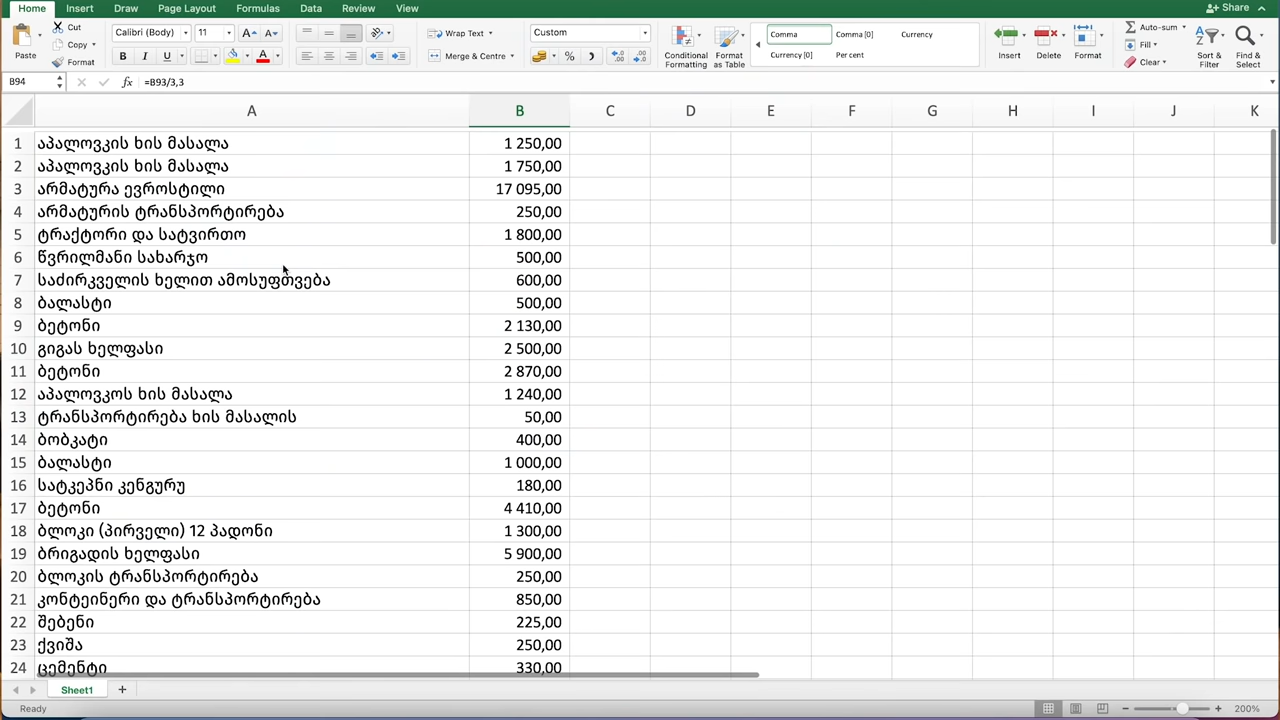 Home Insert Draw Page Layout Formulas Data Review View Share
Cut Calibri (Body) 11 Wrap Text Custom Comma Comma [0] Currency Auto-sum
Copy Fill
Paste Format Merge & Centre Conditional Formatting Format as Table Currency [0] Per cent Insert Delete Format Clear Sort & Filter Find & Select
B94 fx =B93/3,3
A B C D E F G H I J K
1 აპალოვკის ხის მასალა 1 250,00
2 აპალოვკის ხის მასალა 1 750,00
3 არმატურა ევროსტილი 17 095,00
4 არმატურის ტრანსპორტირება 250,00
5 ტრაქტორი და სატვირთო 1 800,00
6 წვრილმანი სახარჯო 500,00
7 საძირკველის ხელით ამოსუფთვება 600,00
8 ბალასტი 500,00
9 ბეტონი 2 130,00
10 გიგას ხელფასი 2 500,00
11 ბეტონი 2 870,00
12 აპალოვკოს ხის მასალა 1 240,00
13 ტრანსპორტირება ხის მასალის 50,00
14 ბობკატი 400,00
15 ბალასტი 1 000,00
16 სატკეპნი კენგურუ 180,00
17 ბეტონი 4 410,00
18 ბლოკი (პირველი) 12 პადონი 1 300,00
19 ბრიგადის ხელფასი 5 900,00
20 ბლოკის ტრანსპორტირება 250,00
21 კონტეინერი და ტრანსპორტირება 850,00
22 შებენი 225,00
23 ქვიშა 250,00
24 ცემენტი 330,00
Sheet1
Ready 200%